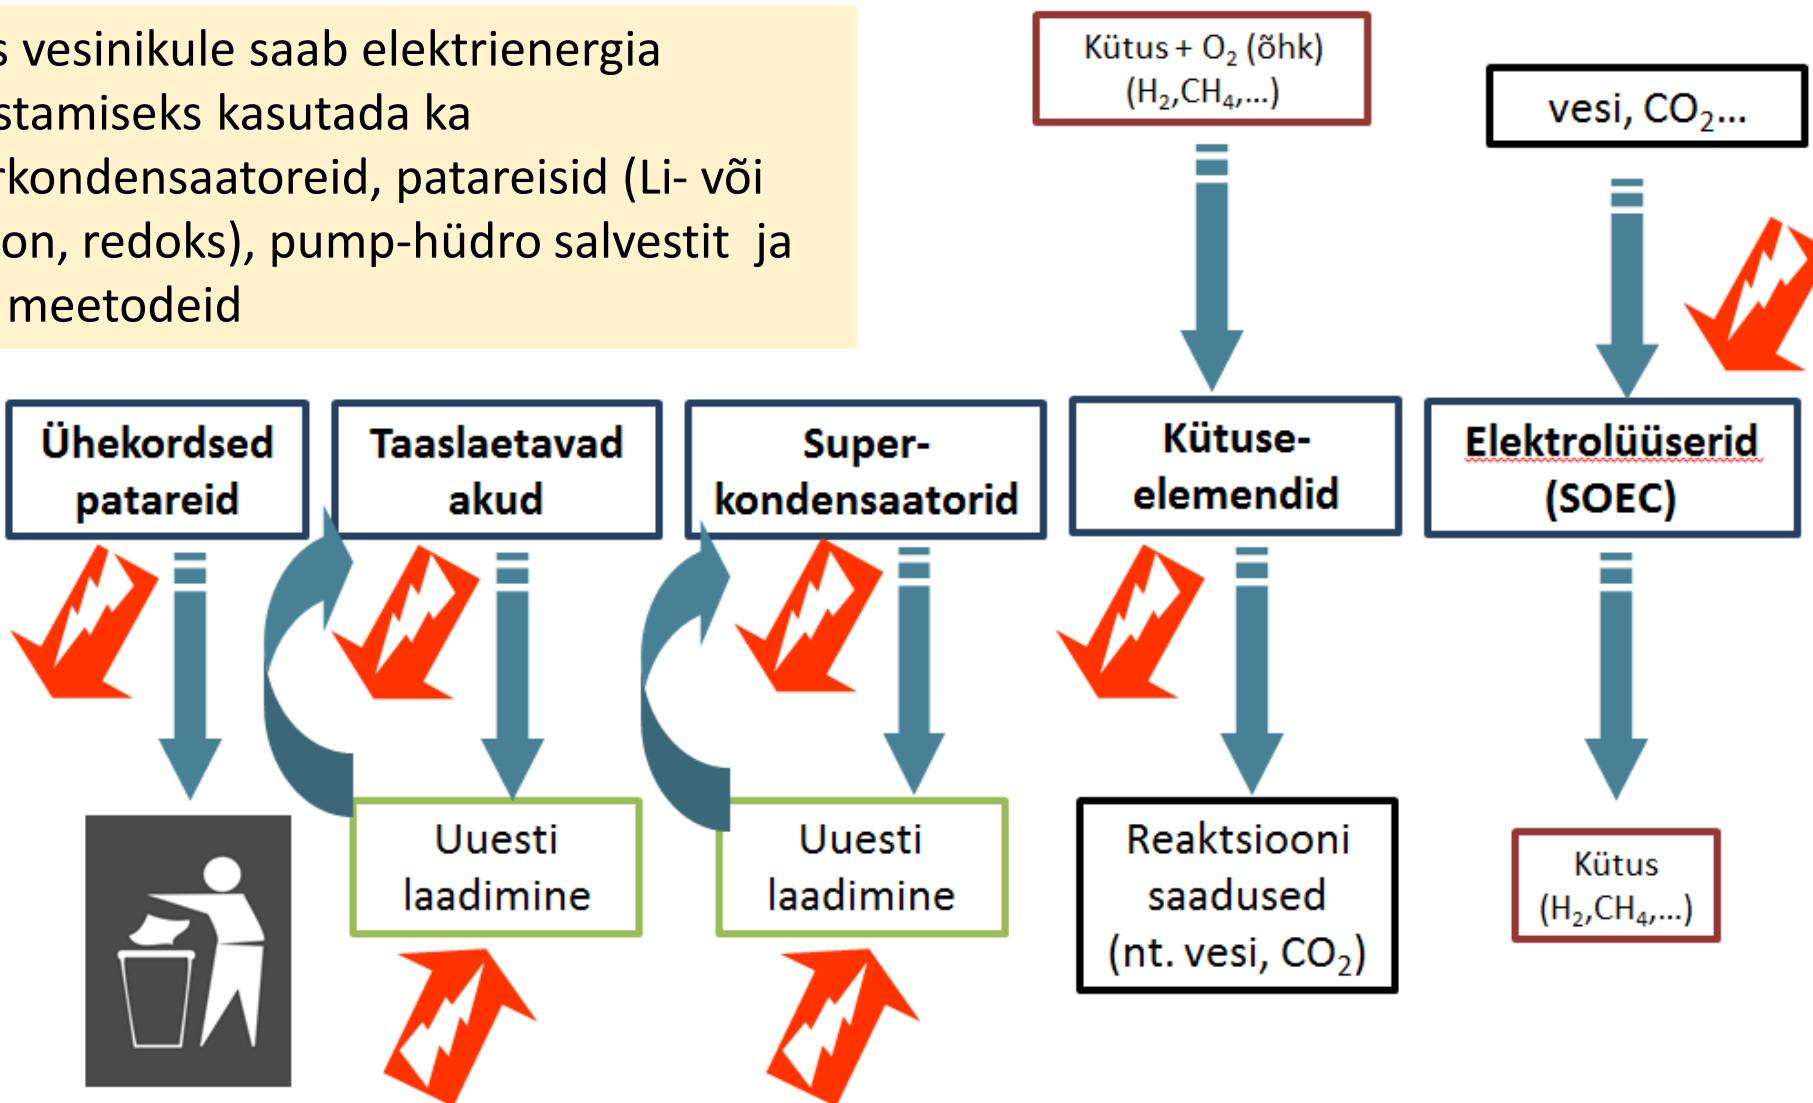 s vesinikule saab elektrienergia
stamiseks kasutada ka
rkondensaatoreid, patareisid (Li- või
on, redoks), pump-hüdro salvestit ja
meetodeid
Kütus + O₂ (õhk)
(H₂,CH₄,...)
vesi, CO₂...
Ühekordsed
patareid
Taaslaetavad
akud
Super-
kondensaatorid
Kütuse-
elemendid
Elektrolüüserid
(SOEC)
Uuesti
laadimine
Uuesti
laadimine
Reaktsiooni
saadused
(nt. vesi, CO₂)
Kütus
(H₂,CH₄,...)